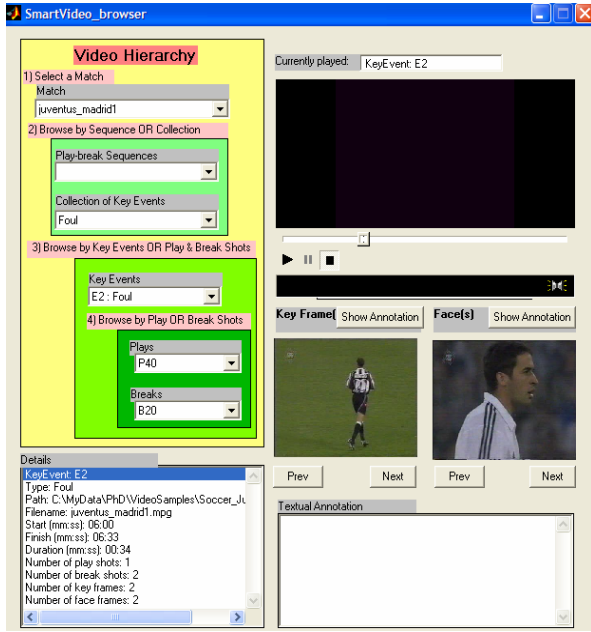 SmartVideo_browser
Video Hierarchy
1) Select a Match
Match
juventus_madrid1
2) Browse by Sequence OR Collection
Play-break Sequences
Collection of Key Events
Foul
3) Browse by Key Events OR Play & Break Shots
Key Events
E2 : Foul
4) Browse by Play OR Break Shots
Plays
P40
Breaks
B20
Details
KeyEvent: E2
Type: Foul
Path: C:\MyData\PhD\VideoSamples\Soccer_Ju
Filename: juventus_madrid1.mpg
Start (mm:ss): 06:00
Finish (mm:ss): 06:33
Duration (mm:ss): 00:34
Number of play shots: 1
Number of break shots: 2
Number of key frames: 2
Number of face frames: 2
Currently played: KeyEvent: E2
Key Frame( Show Annotation Face(s) Show Annotation
Prev Next Prev Next
Textual Annotation